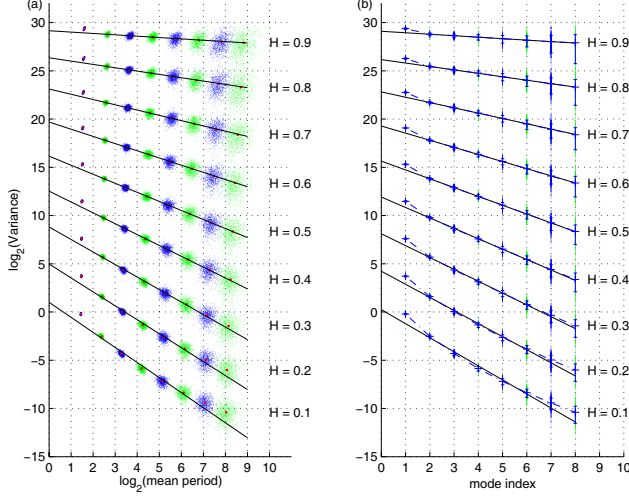 (a)
(b)
30
25
20
15
10
5
0
−5
−10
−15
log2(Variance)
0 1 2 3 4 5 6 7 8 9 10
log2(mean period)
H = 0.9
H = 0.8
H = 0.7
H = 0.6
H = 0.5
H = 0.4
H = 0.3
H = 0.2
H = 0.1
30
25
20
15
10
5
0
−5
−10
−15
0 1 2 3 4 5 6 7 8 9 10
mode index
H = 0.9
H = 0.8
H = 0.7
H = 0.6
H = 0.5
H = 0.4
H = 0.3
H = 0.2
H = 0.1